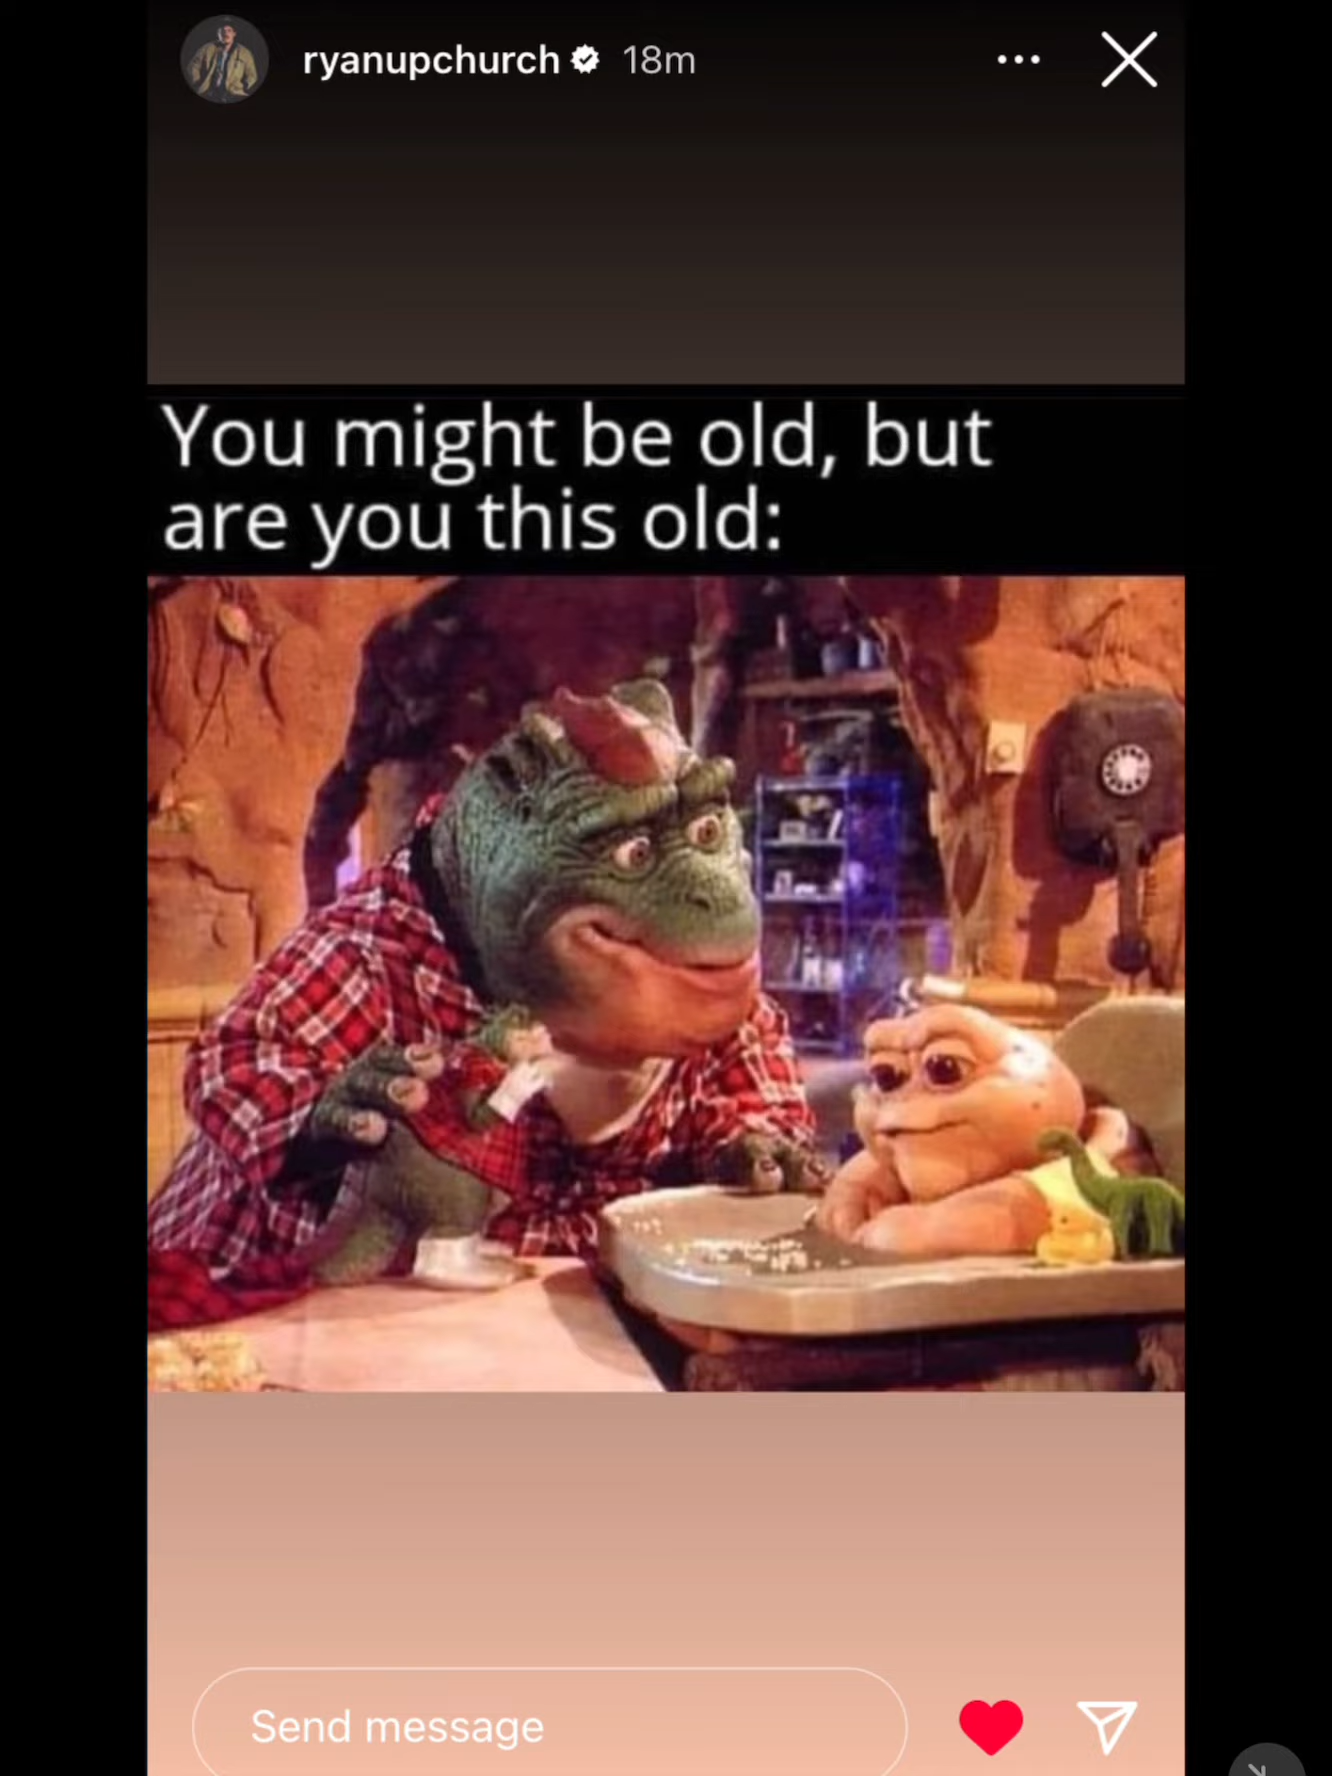 ryanupchurch 18m
You might be old, but
are you this old:
Send message